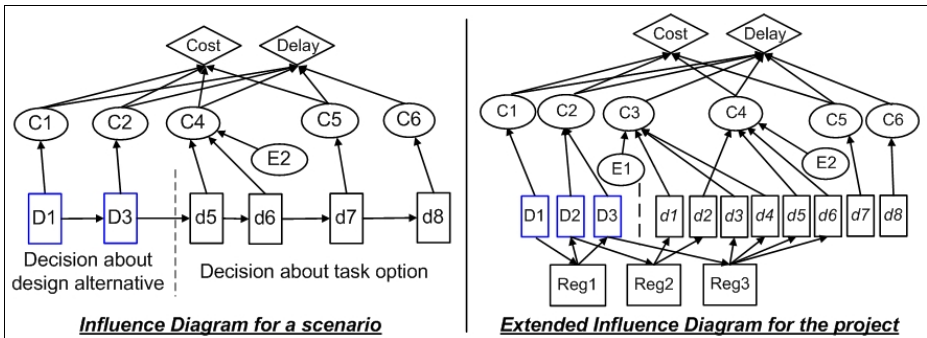 Cost Delay
C1 C2 C4 C5 C6
E2
D1 D3 d5 d6 d7 d8
Decision about
design alternative
Decision about task option
Influence Diagram for a scenario
Cost Delay
C1 C2 C3 C4 C5 C6
E1 E2
D1 D2 D3 d1 d2 d3 d4 d5 d6 d7 d8
Reg1 Reg2 Reg3
Extended Influence Diagram for the project